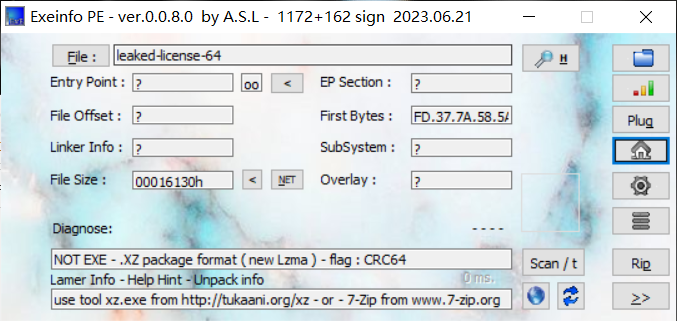 Exeinfo PE - ver.0.0.8.0 by A.S.L - 1172+162 sign 2023.06.21
File : leaked-license-64 H
Entry Point : ? oo < EP Section : ?
File Offset : ? First Bytes : FD.37.7A.58.5A Plug
Linker Info : ? SubSystem : ?
File Size : 00016130h < NET Overlay : ?
Diagnose: - - - -
NOT EXE - .XZ package format ( new Lzma ) - flag : CRC64 Scan / t Rip
Lamer Info - Help Hint - Unpack info 0 ms.
use tool xz.exe from http://tukaani.org/xz - or - 7-Zip from www.7-zip.org >>